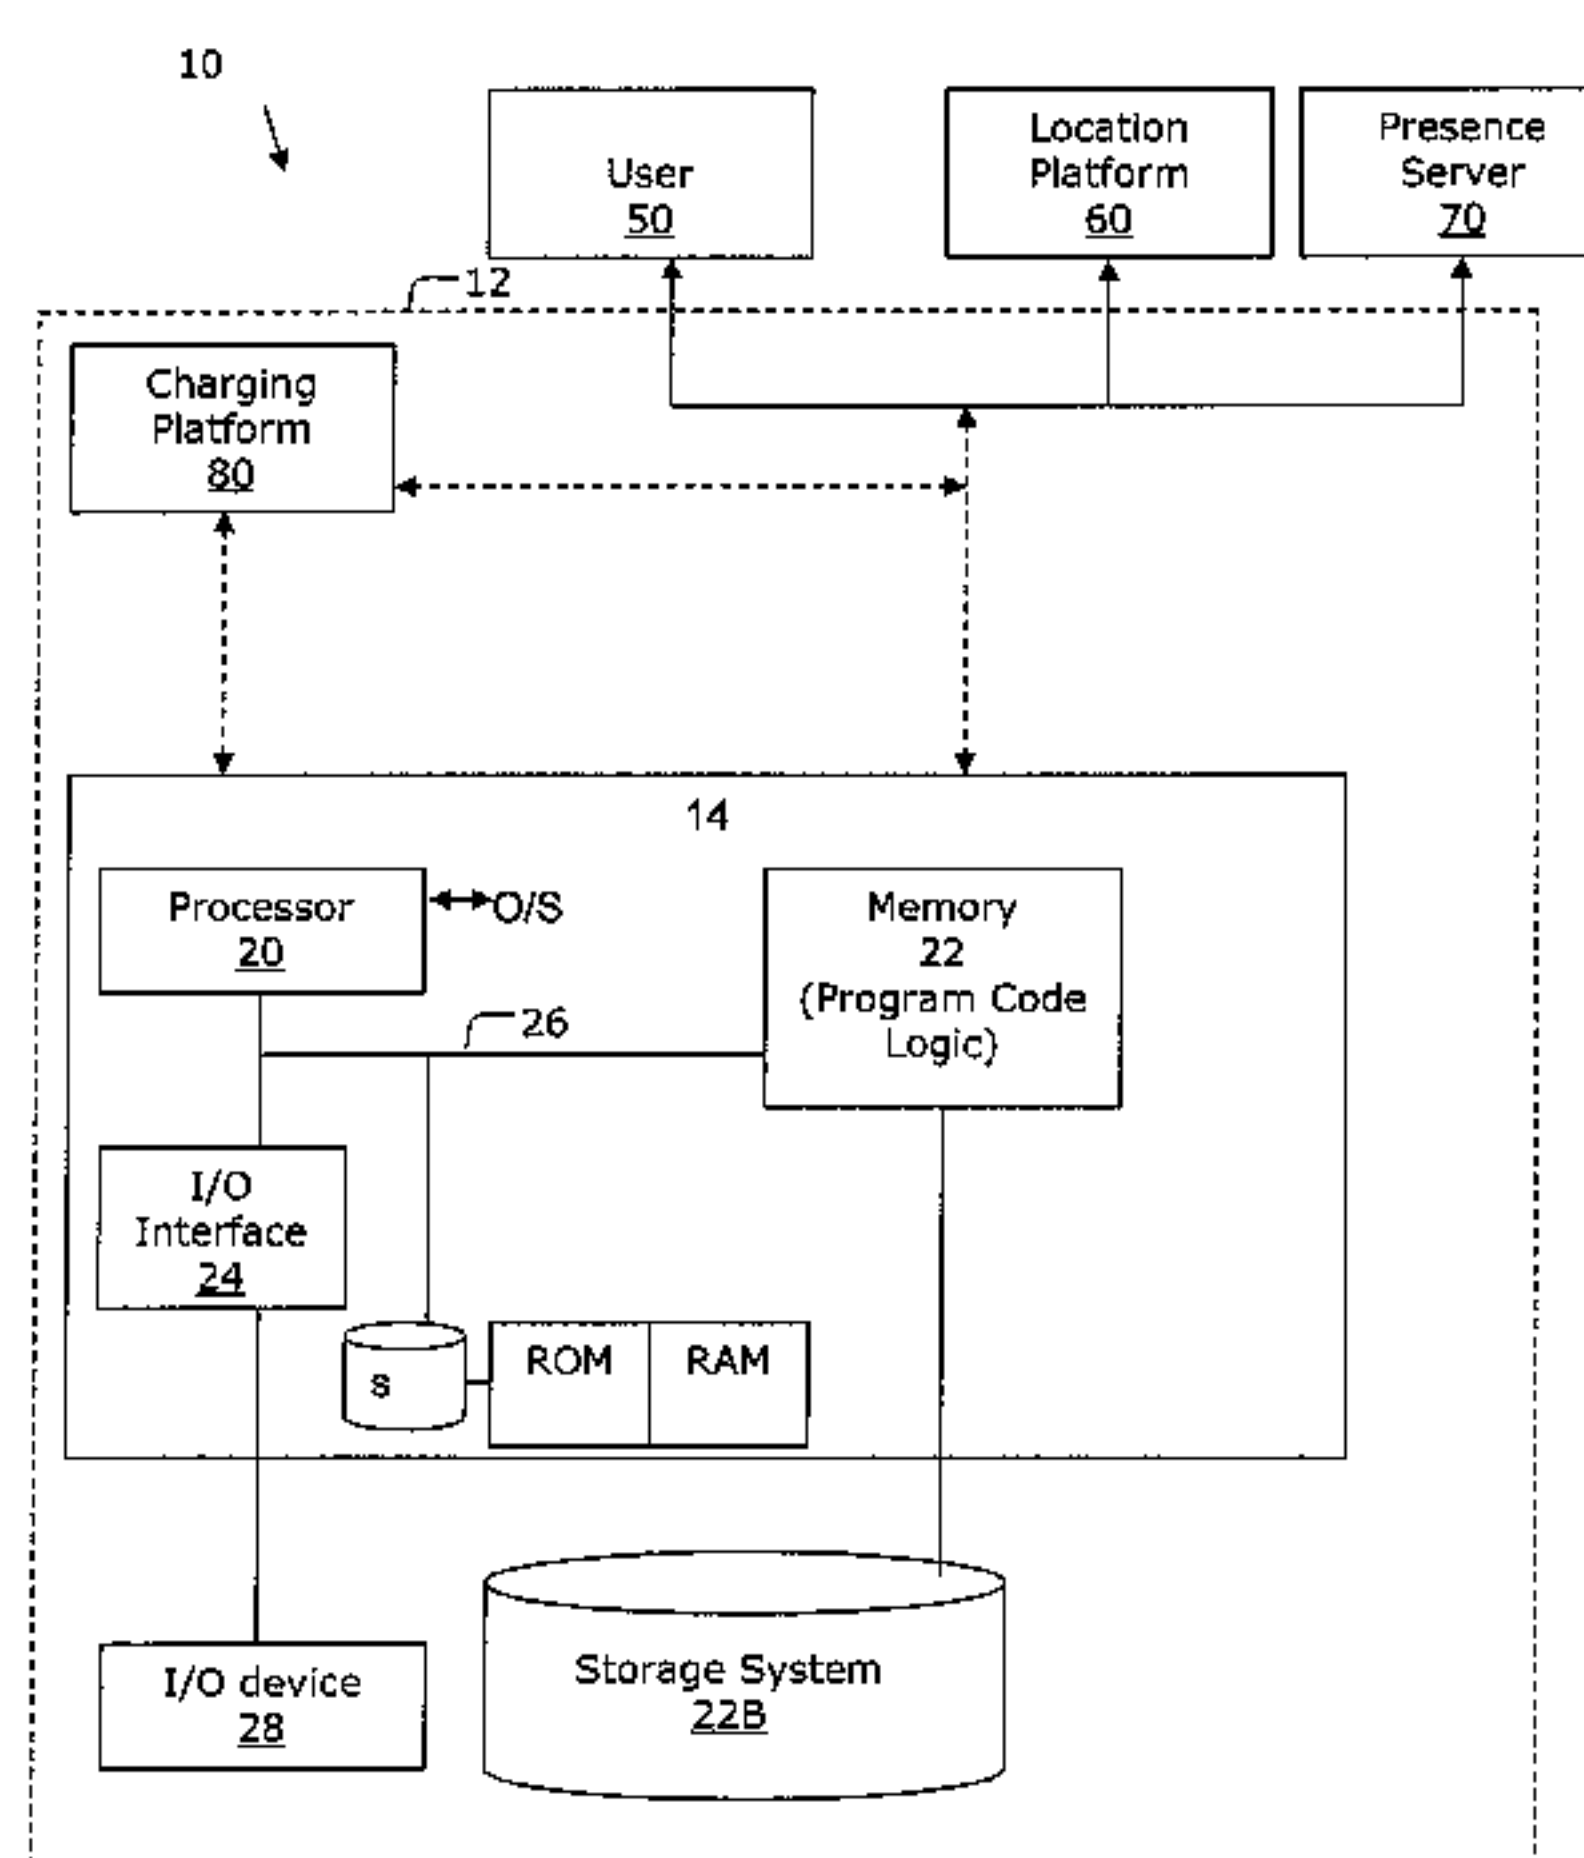 10
User
50
Location
Platform
60
Presence
Server
70
12
Charging
Platform
80
14
Processor
20
O/S
Memory
22
(Program Code
Logic)
26
I/O
Interface
24
s
ROM
RAM
I/O device
28
Storage System
22B